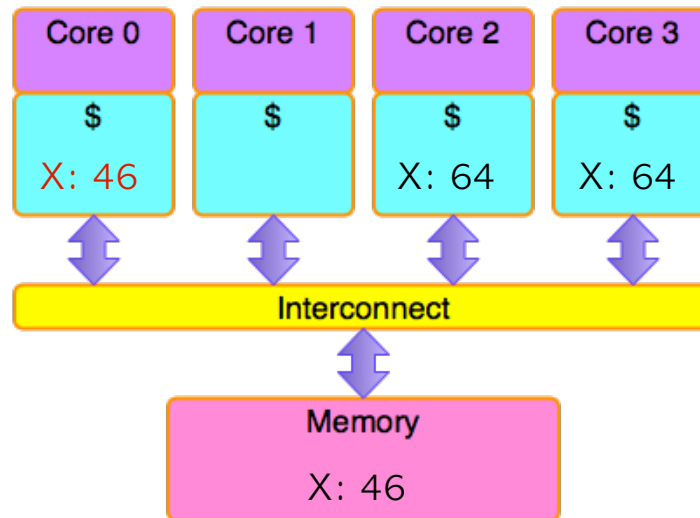 Core 0
Core 1
Core 2
Core 3
$
$
$
$
X: 46
X: 64
X: 64
Interconnect
Memory
X: 46